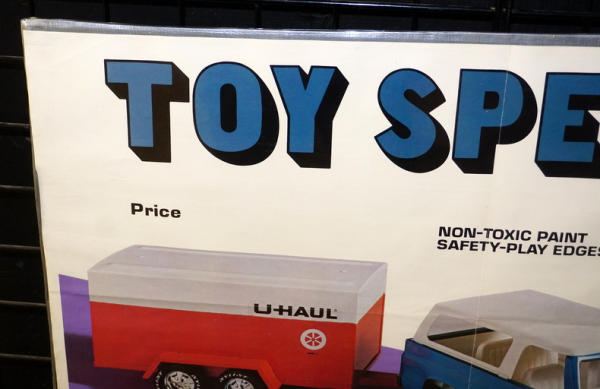 TOY SPE
Price
NON-TOXIC PAINT
SAFETY-PLAY EDGES
U-HAUL